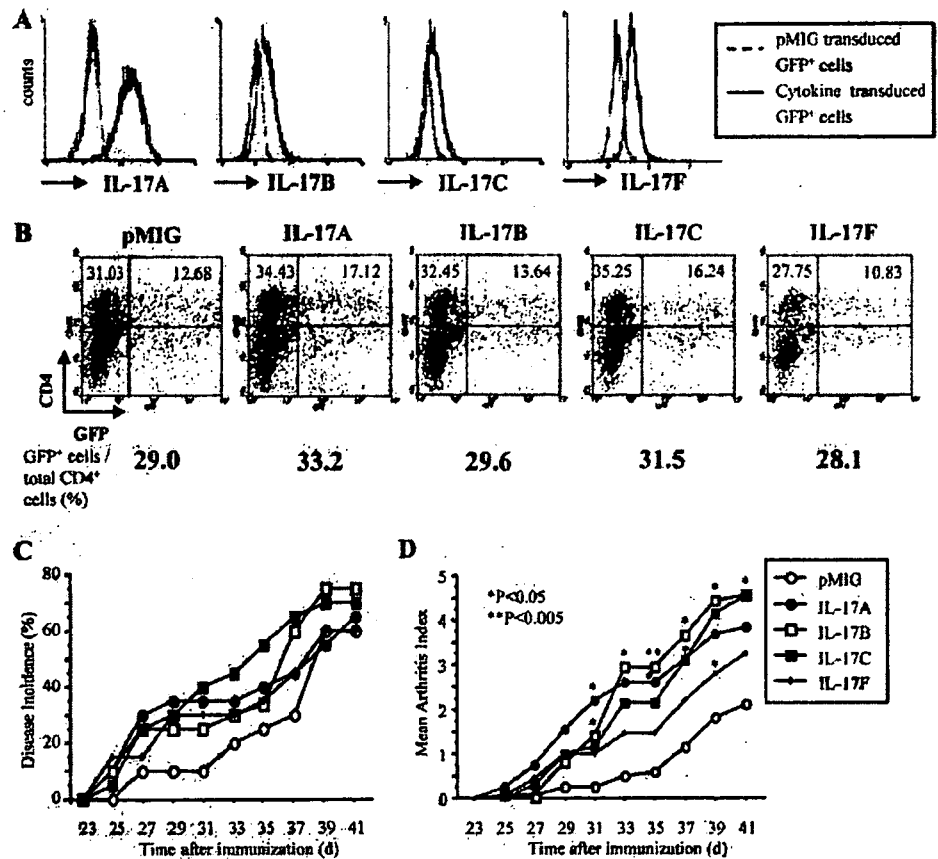 A
counts
IL-17A
IL-17B
IL-17C
IL-17F
pMIG transduced
GFP⁺ cells
Cytokine transduced
GFP⁺ cells
B
pMIG
IL-17A
IL-17B
IL-17C
IL-17F
31.03 12.68
34.43 17.12
32.45 13.64
35.25 16.24
27.75 10.83
CD4
GFP
GFP⁺ cells /
total CD4⁺
cells (%)
29.0 33.2 29.6 31.5 28.1
C
Disease Incidence (%)
80
60
40
20
0
23 25 27 29 31 33 35 37 39 41
Time after immunization (d)
D
Mean Arthritis Index
5
4
3
2
1
0
*P<0.05
**P<0.005
23 25 27 29 31 33 35 37 39 41
Time after immunization (d)
pMIG
IL-17A
IL-17B
IL-17C
IL-17F